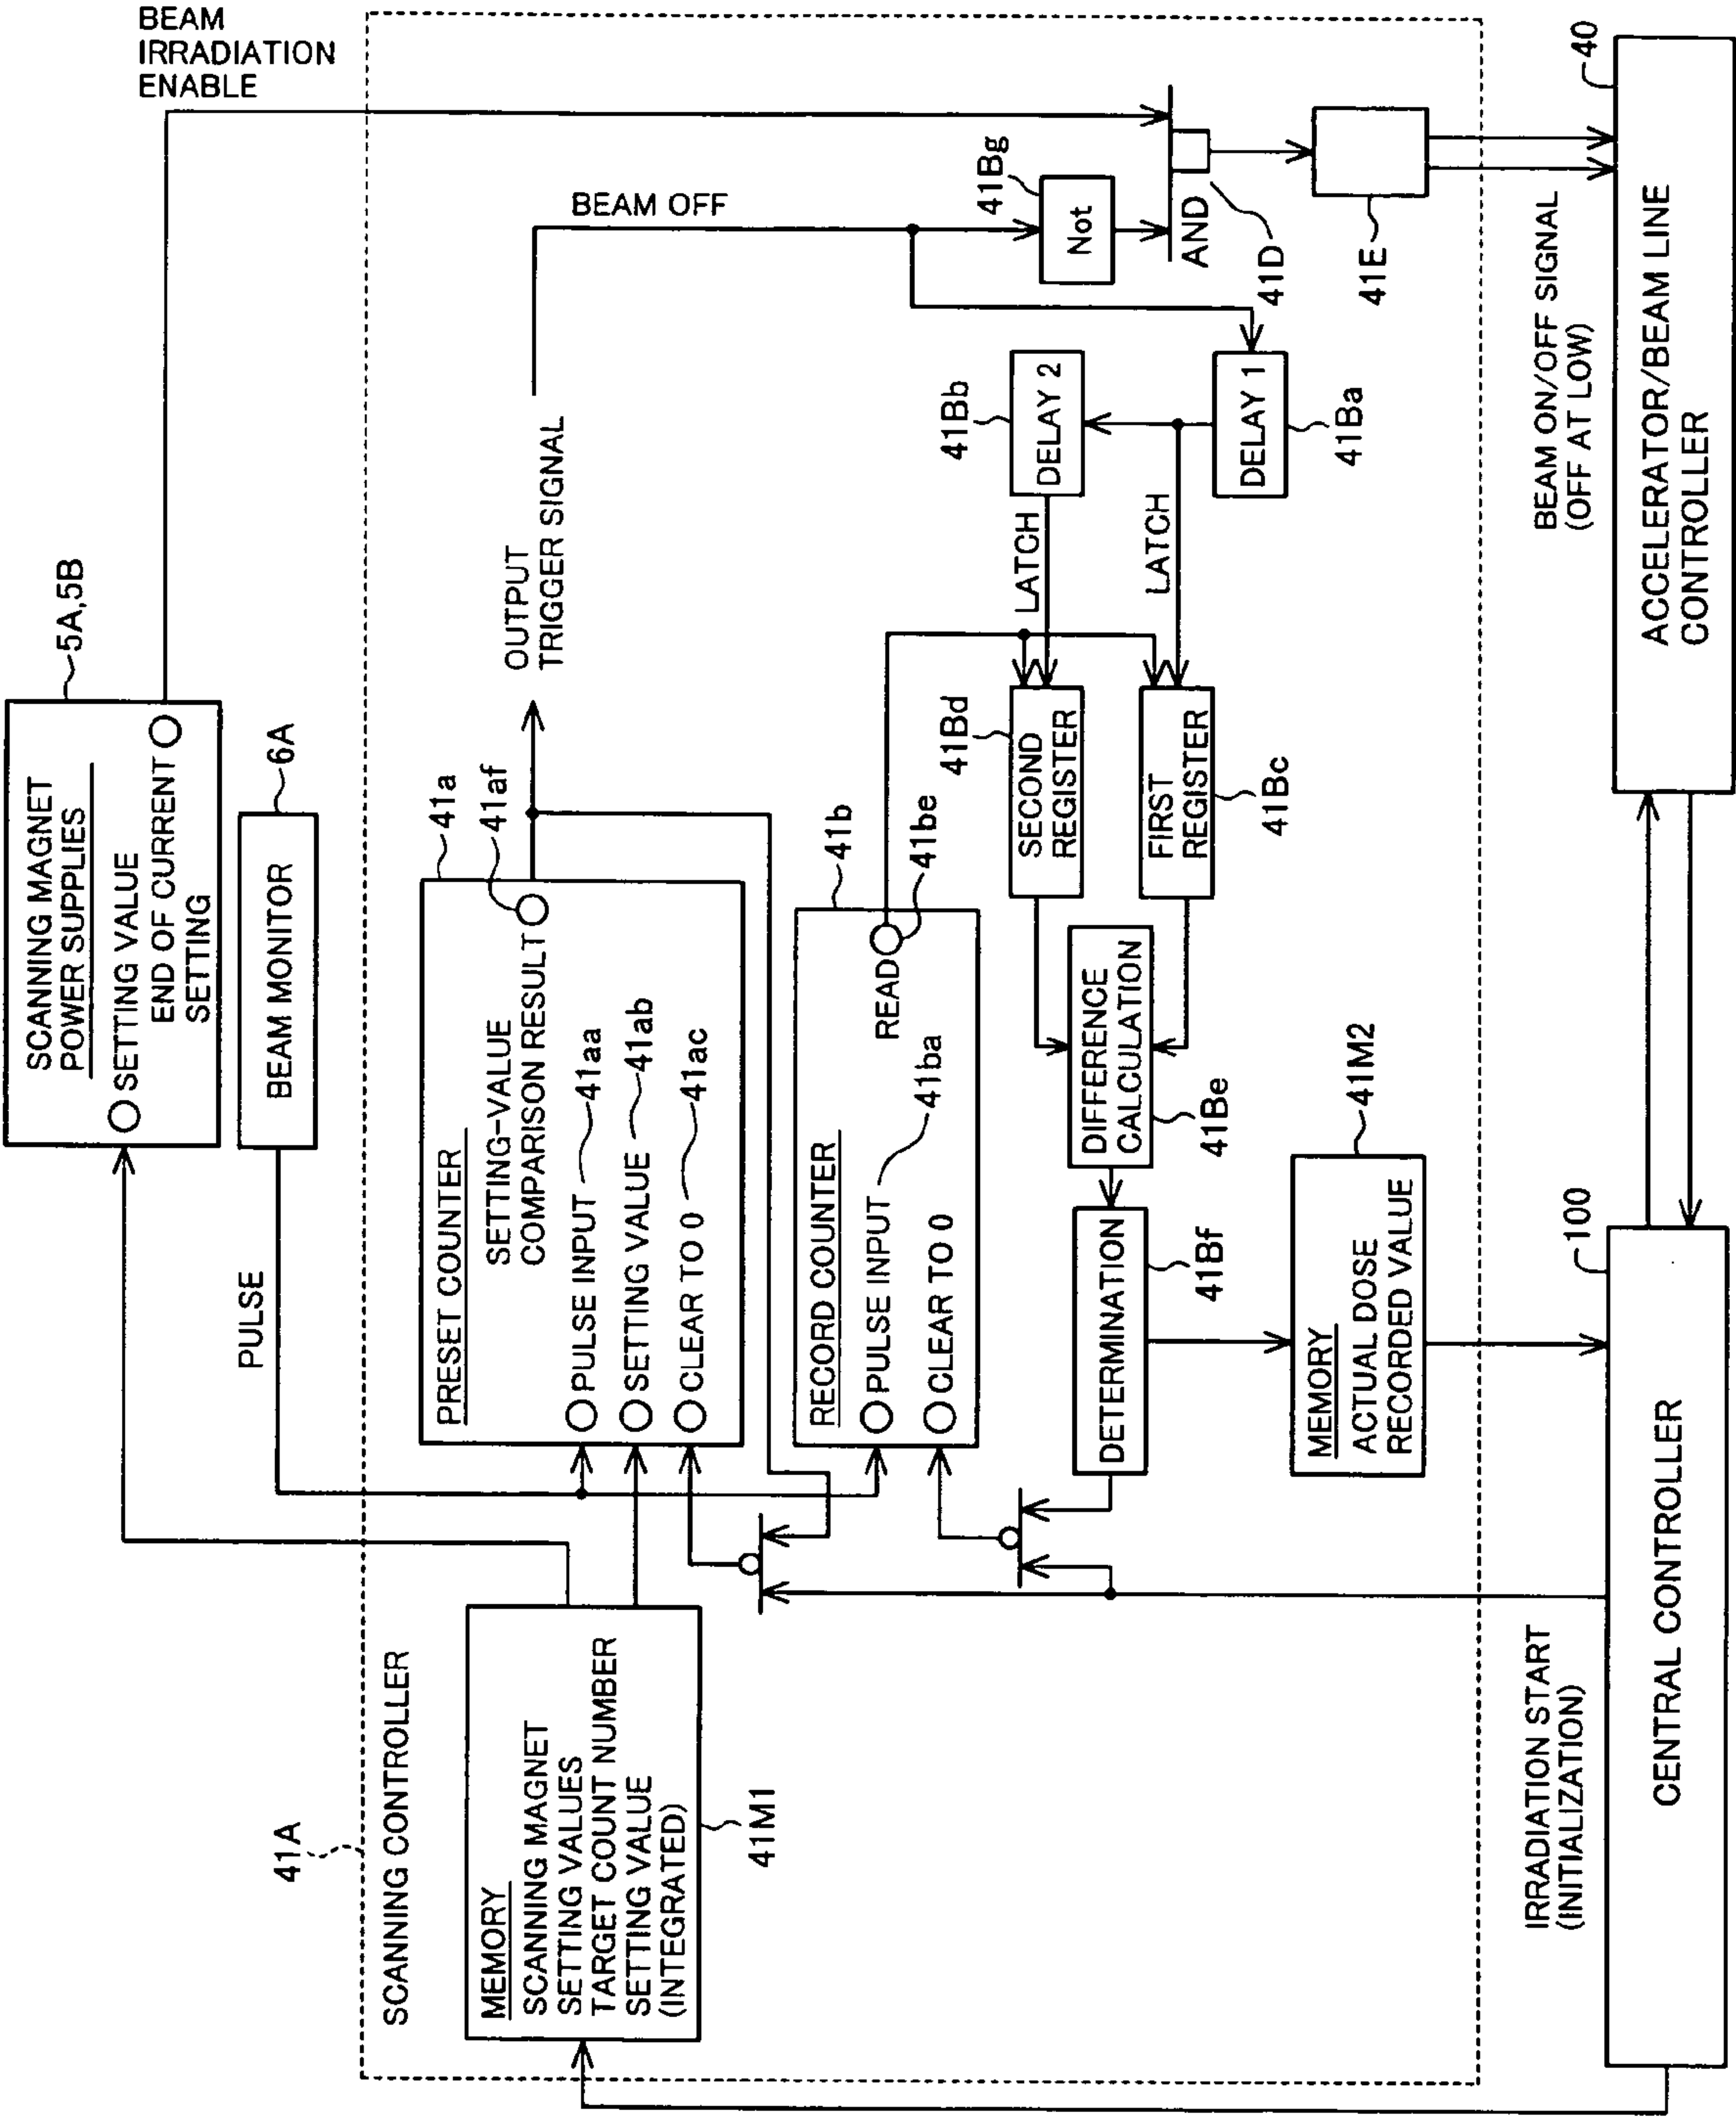 BEAM
IRRADIATION
ENABLE
5A,5B
SCANNING MAGNET
POWER SUPPLIES
SETTING VALUE
END OF CURRENT
SETTING
6A
BEAM MONITOR
PULSE
41A
SCANNING CONTROLLER
MEMORY
SCANNING MAGNET
SETTING VALUES
TARGET COUNT NUMBER
SETTING VALUE
(INTEGRATED)
41M1
41a
PRESET COUNTER
SETTING-VALUE
COMPARISON RESULT
41af
PULSE INPUT
41aa
SETTING VALUE
41ab
CLEAR TO 0
41ac
OUTPUT
TRIGGER SIGNAL
BEAM OFF
41b
RECORD COUNTER
READ
41be
PULSE INPUT
41ba
CLEAR TO 0
41Bg
Not
AND
41D
41E
41Bb
DELAY 2
DELAY 1
41Ba
LATCH
LATCH
41Bd
SECOND
REGISTER
FIRST
REGISTER
41Bc
DIFFERENCE
CALCULATION
41Be
DETERMINATION
41Bf
41M2
MEMORY
ACTUAL DOSE
RECORDED VALUE
IRRADIATION START
(INITIALIZATION)
100
CENTRAL CONTROLLER
BEAM ON/OFF SIGNAL
(OFF AT LOW)
40
ACCELERATOR/BEAM LINE
CONTROLLER